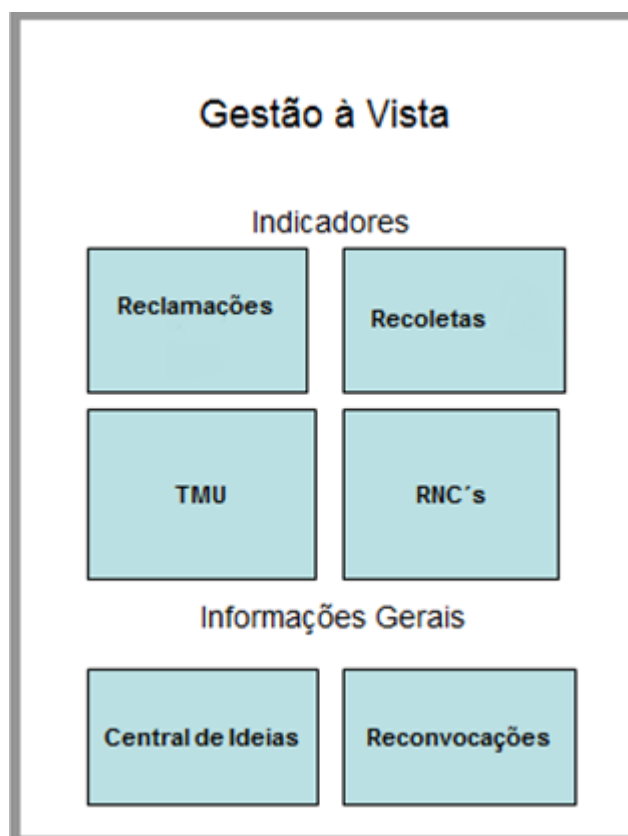 Gestão à Vista
Indicadores
Reclamações
Recoletas
TMU
RNC´s
Informações Gerais
Central de Ideias
Reconvocações